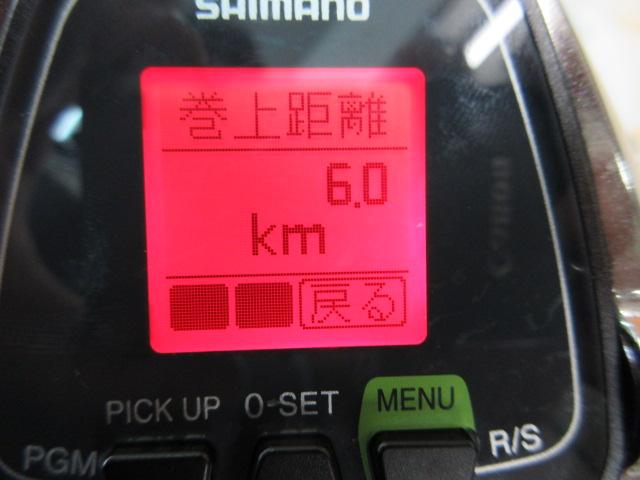 SHIMANO
巻上距離
6.0
km
戻る
PICK UP 0-SET MENU
PGM R/S